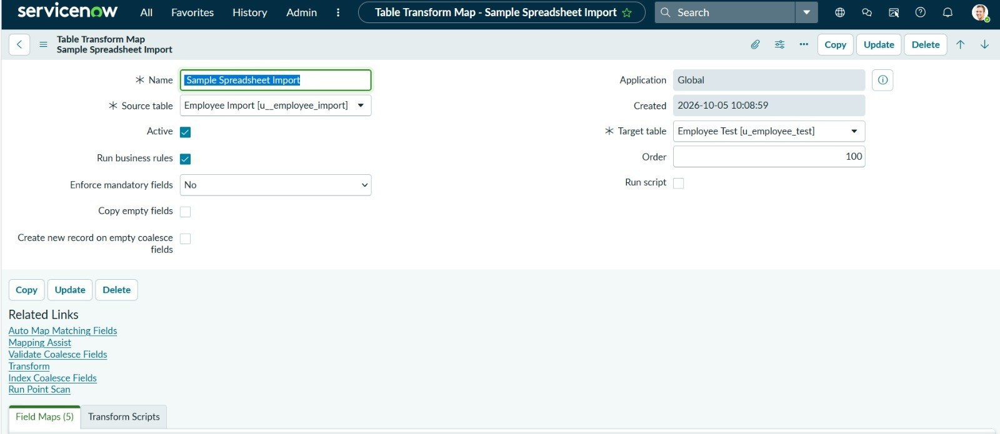 servicenow All Favorites History Admin Table Transform Map - Sample Spreadsheet Import Search
Table Transform Map
Sample Spreadsheet Import
Copy Update Delete
* Name Sample Spreadsheet Import
* Source table Employee Import [u__employee_import]
Active
Run business rules
Enforce mandatory fields No
Copy empty fields
Create new record on empty coalesce
fields
Application Global
Created 2026-10-05 10:08:59
* Target table Employee Test [u_employee_test]
Order 100
Run script
Copy Update Delete
Related Links
Auto Map Matching Fields
Mapping Assist
Validate Coalesce Fields
Transform
Index Coalesce Fields
Run Point Scan
Field Maps (5) Transform Scripts